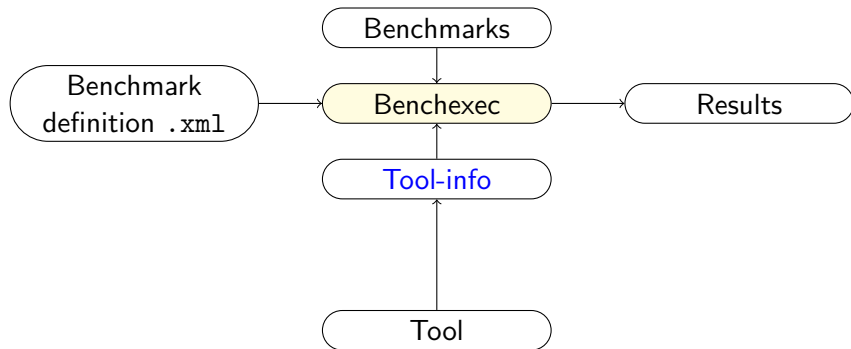 Benchmarks
Benchmark
definition .xml
Benchexec
Results
Tool-info
Tool